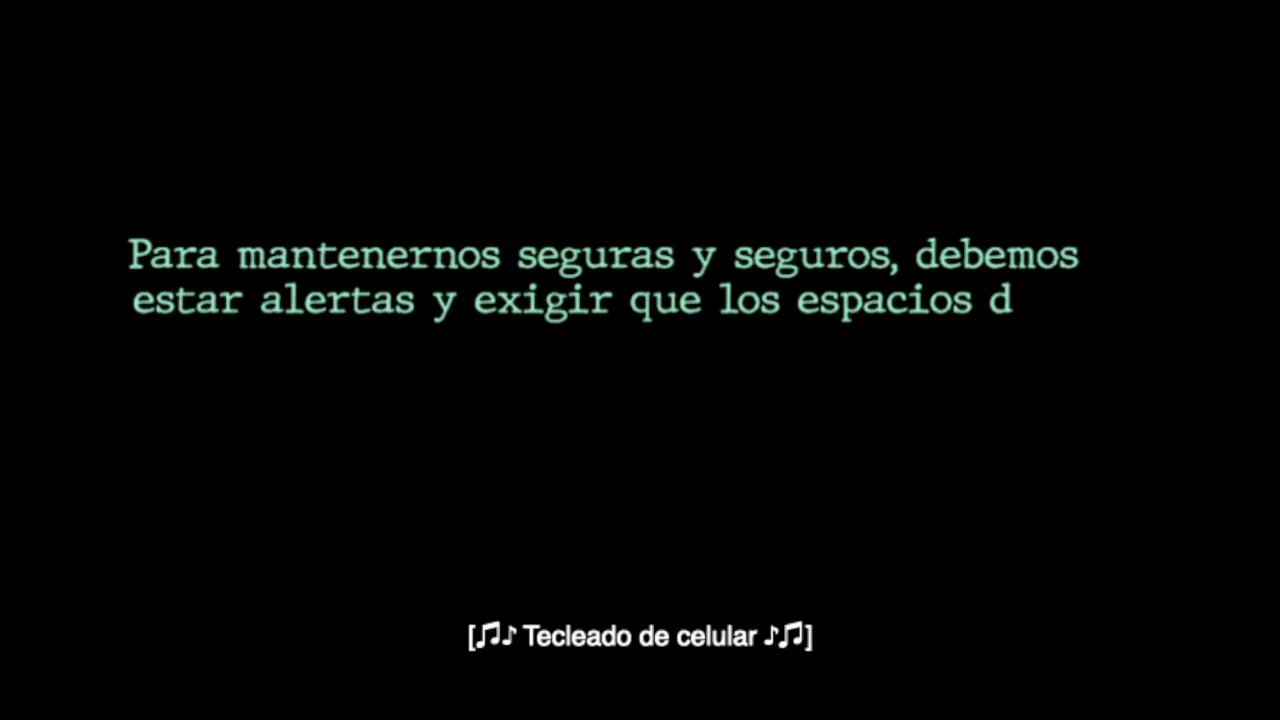 Para mantenernos seguras y seguros, debemos
estar alertas y exigir que los espacios d
[🎵♪ Tecleado de celular ♪🎵]